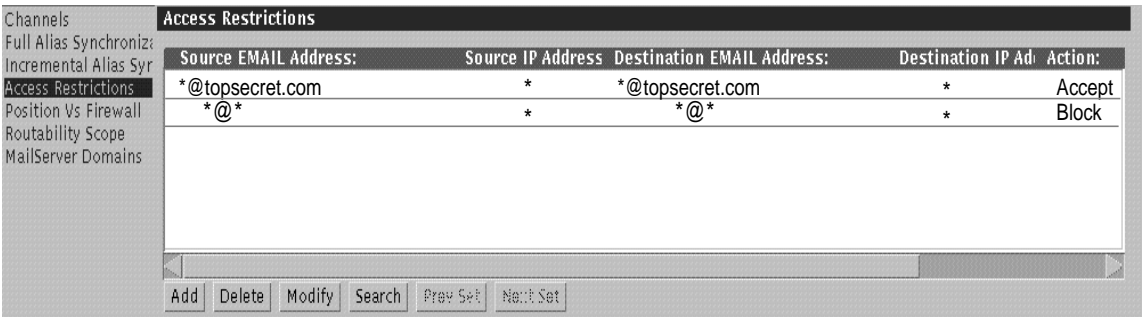 Channels
Full Alias Synchroniz
Incremental Alias Syr
Access Restrictions
Position Vs Firewall
Routability Scope
MailServer Domains
Access Restrictions
Source EMAIL Address: Source IP Address Destination EMAIL Address: Destination IP Ad Action:
*@topsecret.com * *@topsecret.com * Accept
*@* * *@* * Block
Add Delete Modify Search Prev Set Next Set